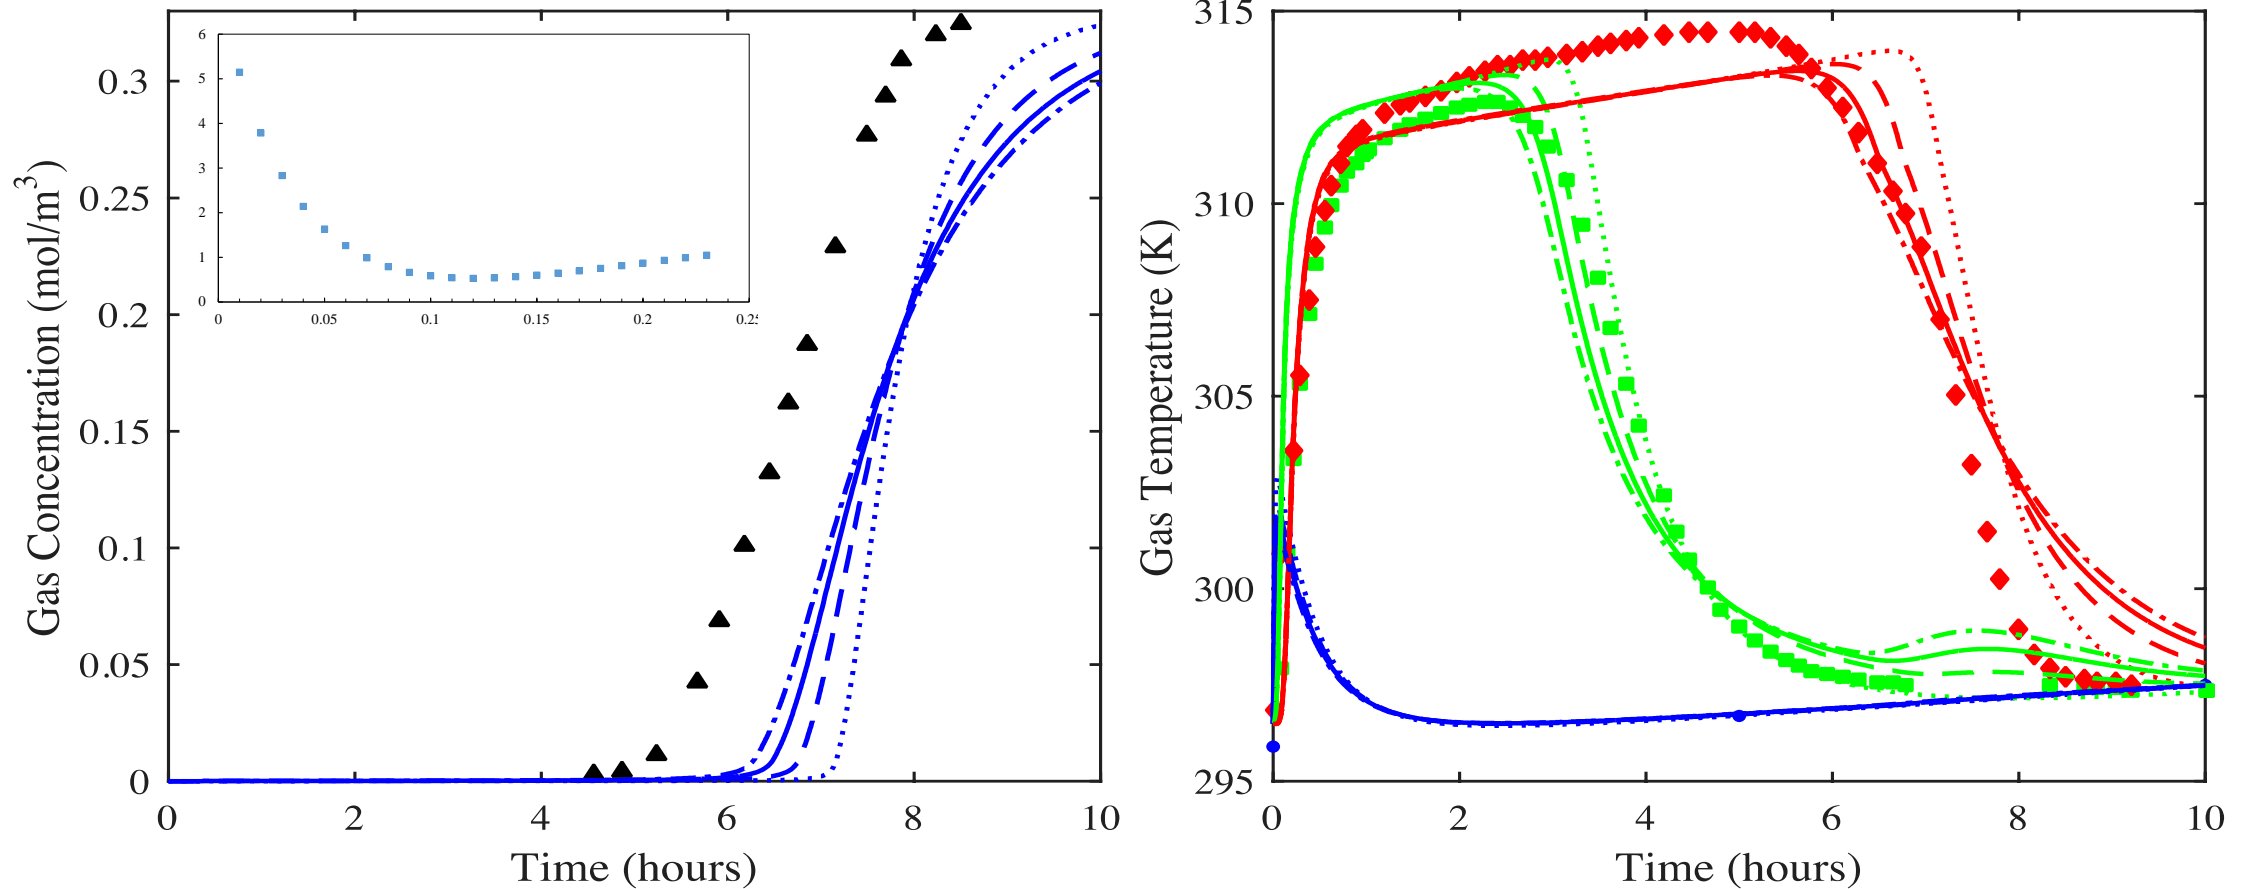 Gas Concentration (mol/m³)
0.3
0.25
0.2
0.15
0.1
0.05
0
0 2 4 6 8 10
Time (hours)
6
5
4
3
2
1
0
0 0.05 0.1 0.15 0.2
Gas Temperature (K)
315
310
305
300
295
0 2 4 6 8 10
Time (hours)